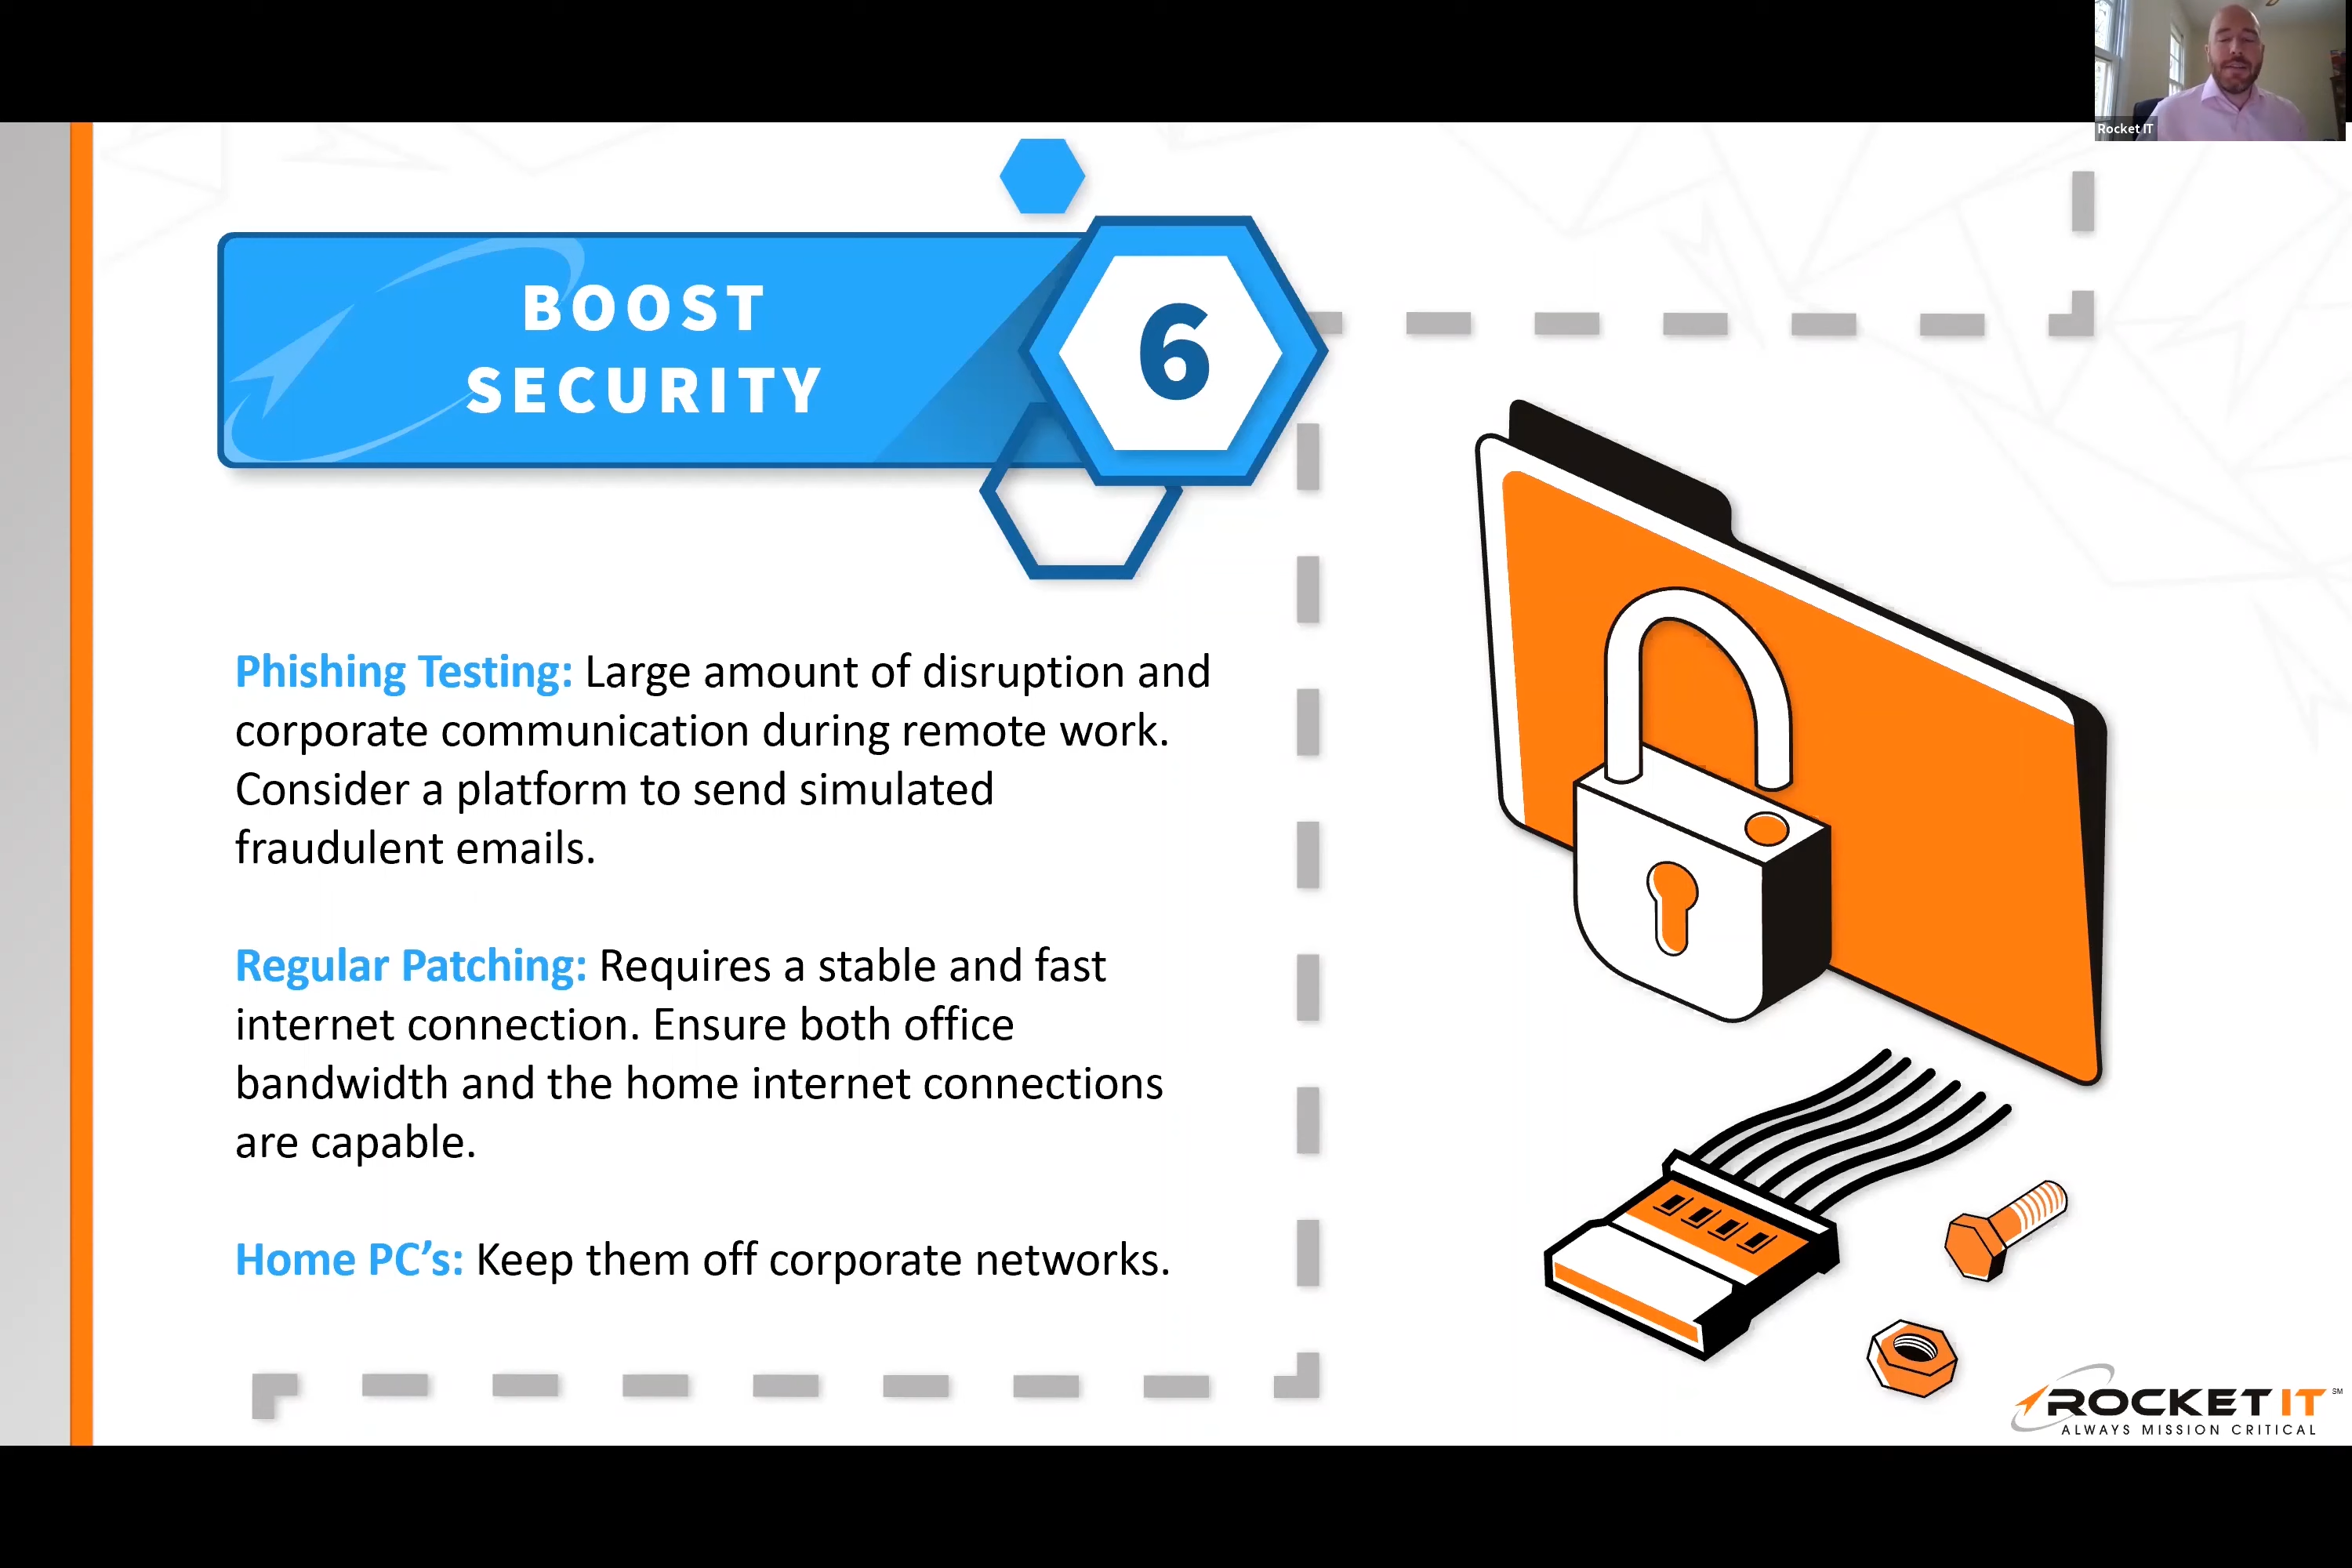 Rocket IT
BOOST
SECURITY
6
Phishing Testing: Large amount of disruption and
corporate communication during remote work.
Consider a platform to send simulated
fraudulent emails.
Regular Patching: Requires a stable and fast
internet connection. Ensure both office
bandwidth and the home internet connections
are capable.
Home PC’s: Keep them off corporate networks.
ROCKET IT SM
ALWAYS MISSION CRITICAL